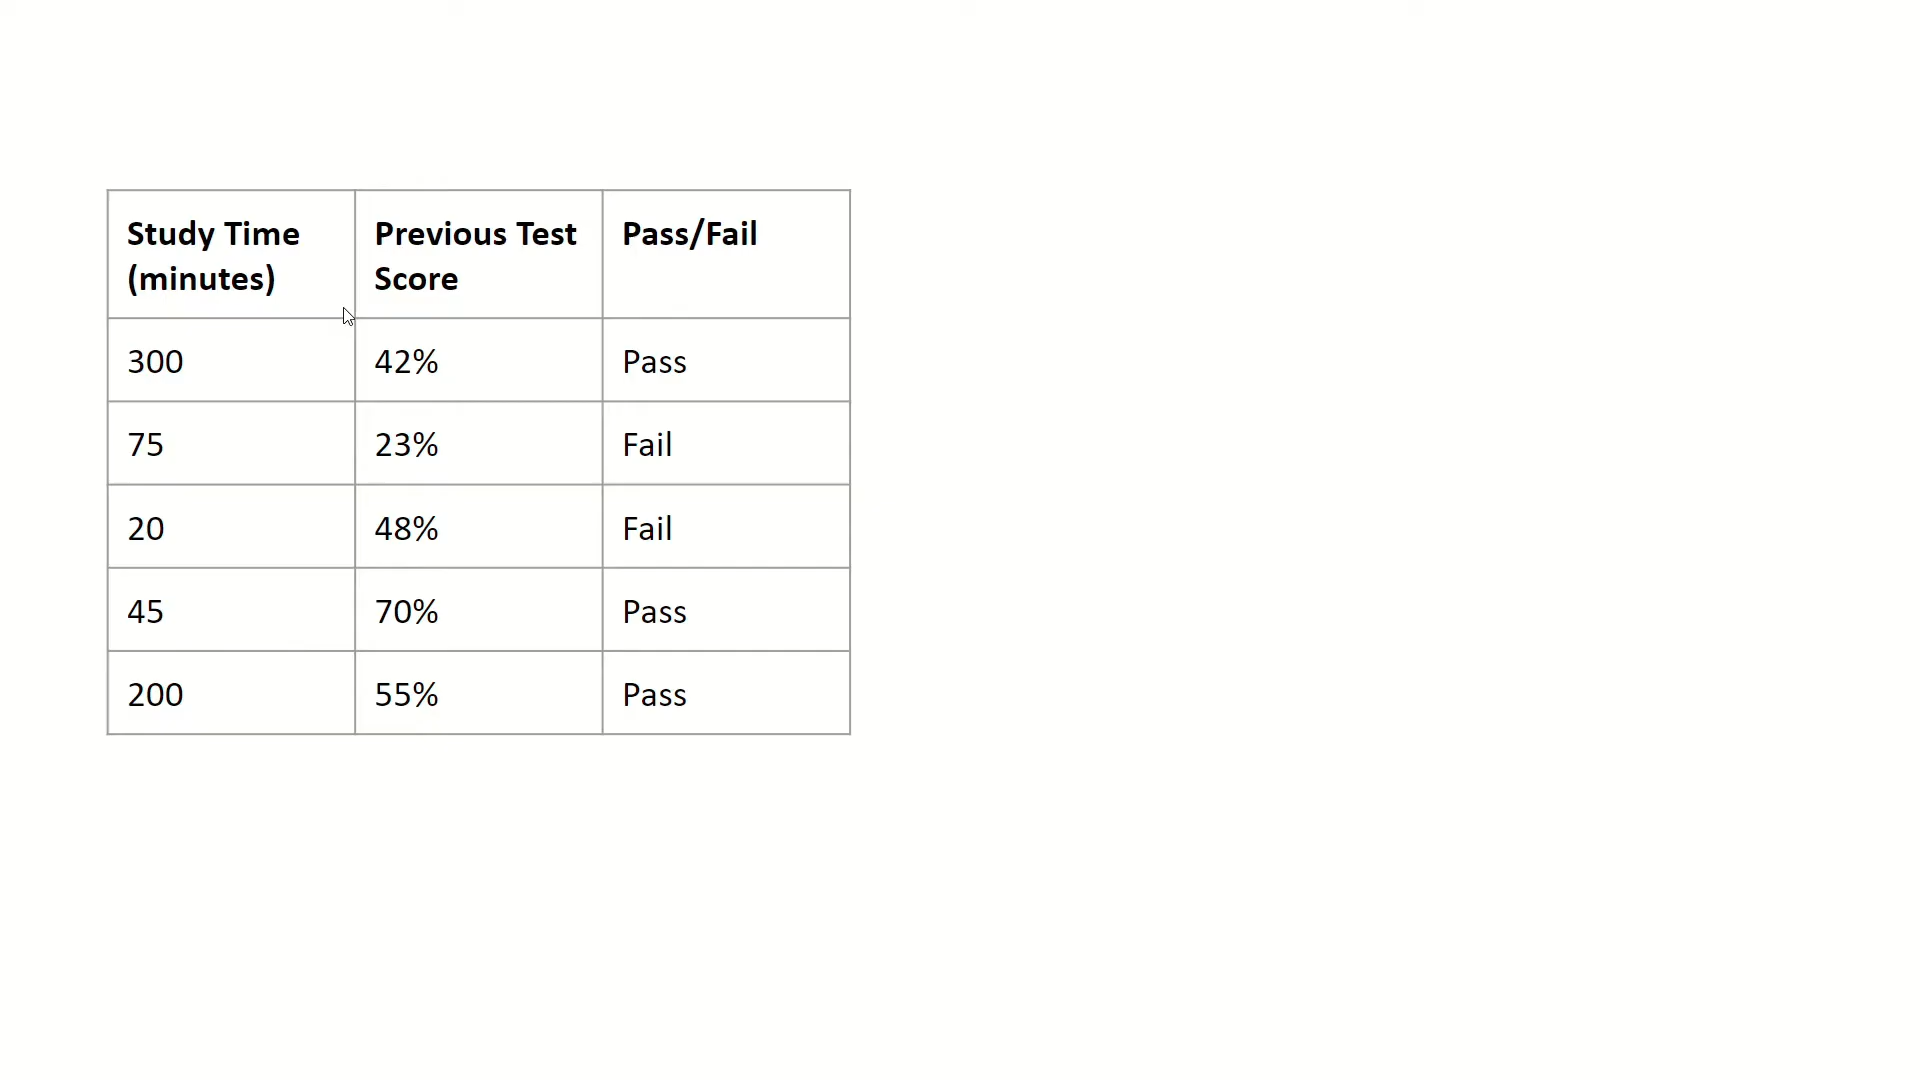 Study Time Previous Test Pass/Fail
(minutes) Score
300 42% Pass
75 23% Fail
20 48% Fail
45 70% Pass
200 55% Pass